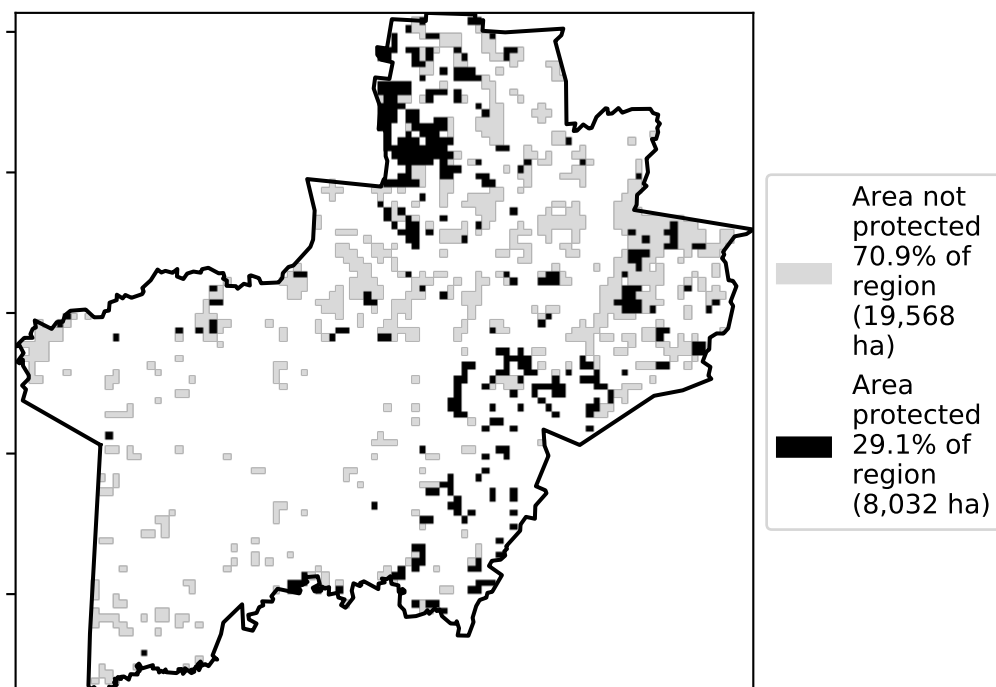 Area not
protected
70.9% of
region
(19,568
ha)
Area
protected
29.1% of
region
(8,032 ha)